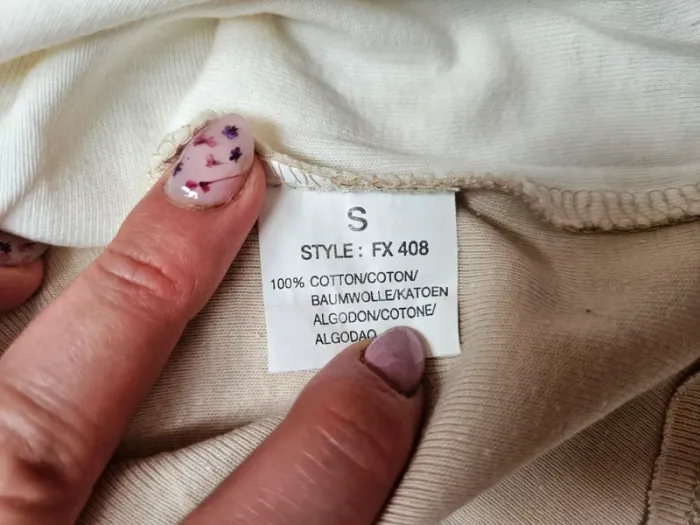 S
STYLE : FX 408
100% COTTON/COTON/
BAUMWOLLE/KATOEN
ALGODON/COTONE/
ALGODAO